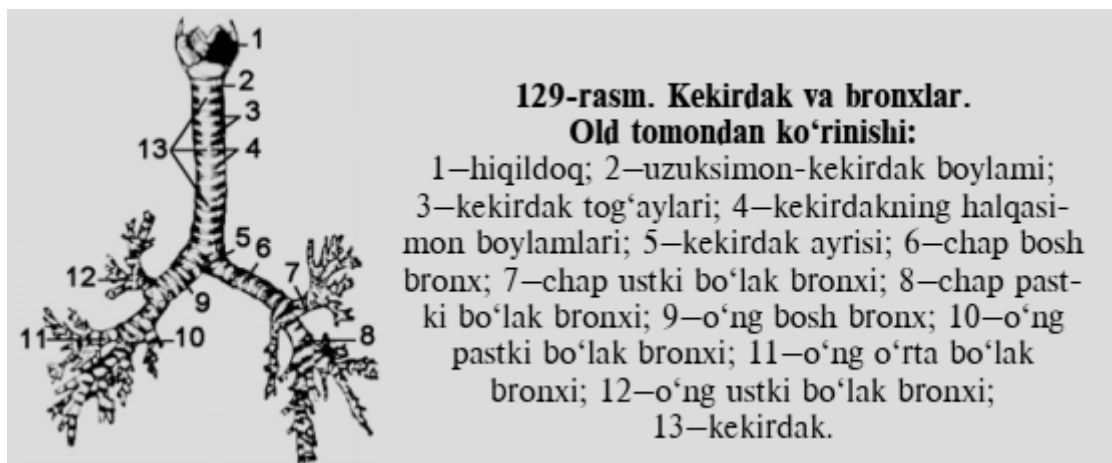 129-rasm. Kekirdak va bronxlar.
Old tomondan ko‘rinishi:
1—hiqildoq; 2—uzuksimon-kekirdak boylami;
3—kekirdak tog‘aylari; 4—kekirdakning halqasi-
mon boylamlari; 5—kekirdak ayrisi; 6—chap bosh
bronx; 7—chap ustki bo‘lak bronxi; 8—chap past-
ki bo‘lak bronxi; 9—o‘ng bosh bronx; 10—o‘ng
pastki bo‘lak bronxi; 11—o‘ng o‘rta bo‘lak
bronxi; 12—o‘ng ustki bo‘lak bronxi;
13—kekirdak.
1
2
3
13
4
5
6
12
7
9
11
10
8